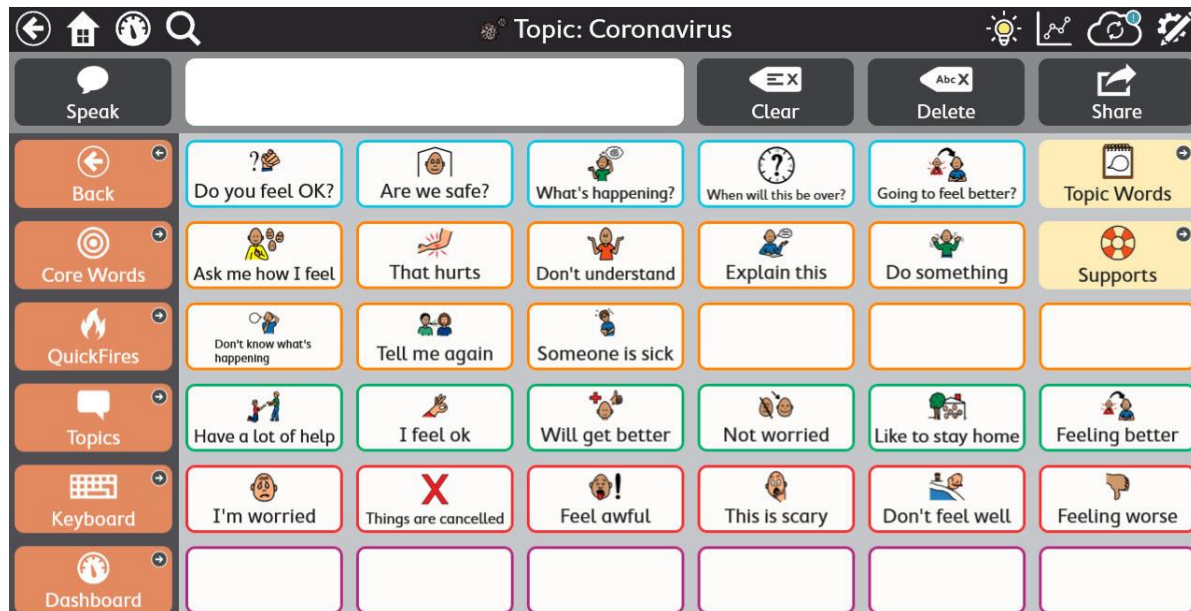 Topic: Coronavirus
Speak
Clear
Abc X
Delete
Share
Back
Do you feel OK?
Are we safe?
What's happening?
When will this be over?
Going to feel better?
Topic Words
Core Words
Ask me how I feel
That hurts
Don't understand
Explain this
Do something
Supports
QuickFires
Don't know what's
happening
Tell me again
Someone is sick
Topics
Have a lot of help
I feel ok
Will get better
Not worried
Like to stay home
Feeling better
Keyboard
I'm worried
Things are cancelled
Feel awful
This is scary
Don't feel well
Feeling worse
Dashboard